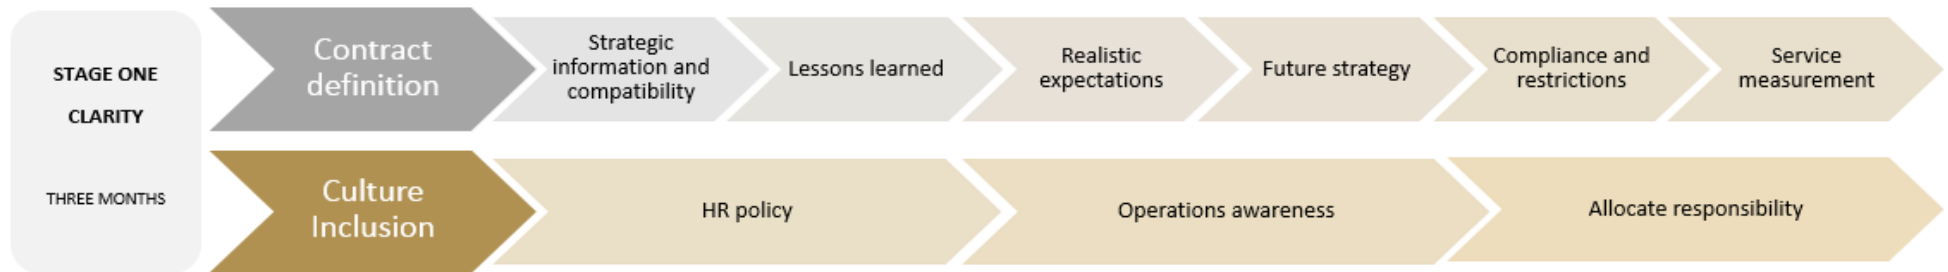 STAGE ONE
CLARITY
THREE MONTHS
Contract
definition
Strategic
information and
compatibility
Lessons learned
Realistic
expectations
Future strategy
Compliance and
restrictions
Service
measurement
Culture
Inclusion
HR policy
Operations awareness
Allocate responsibility